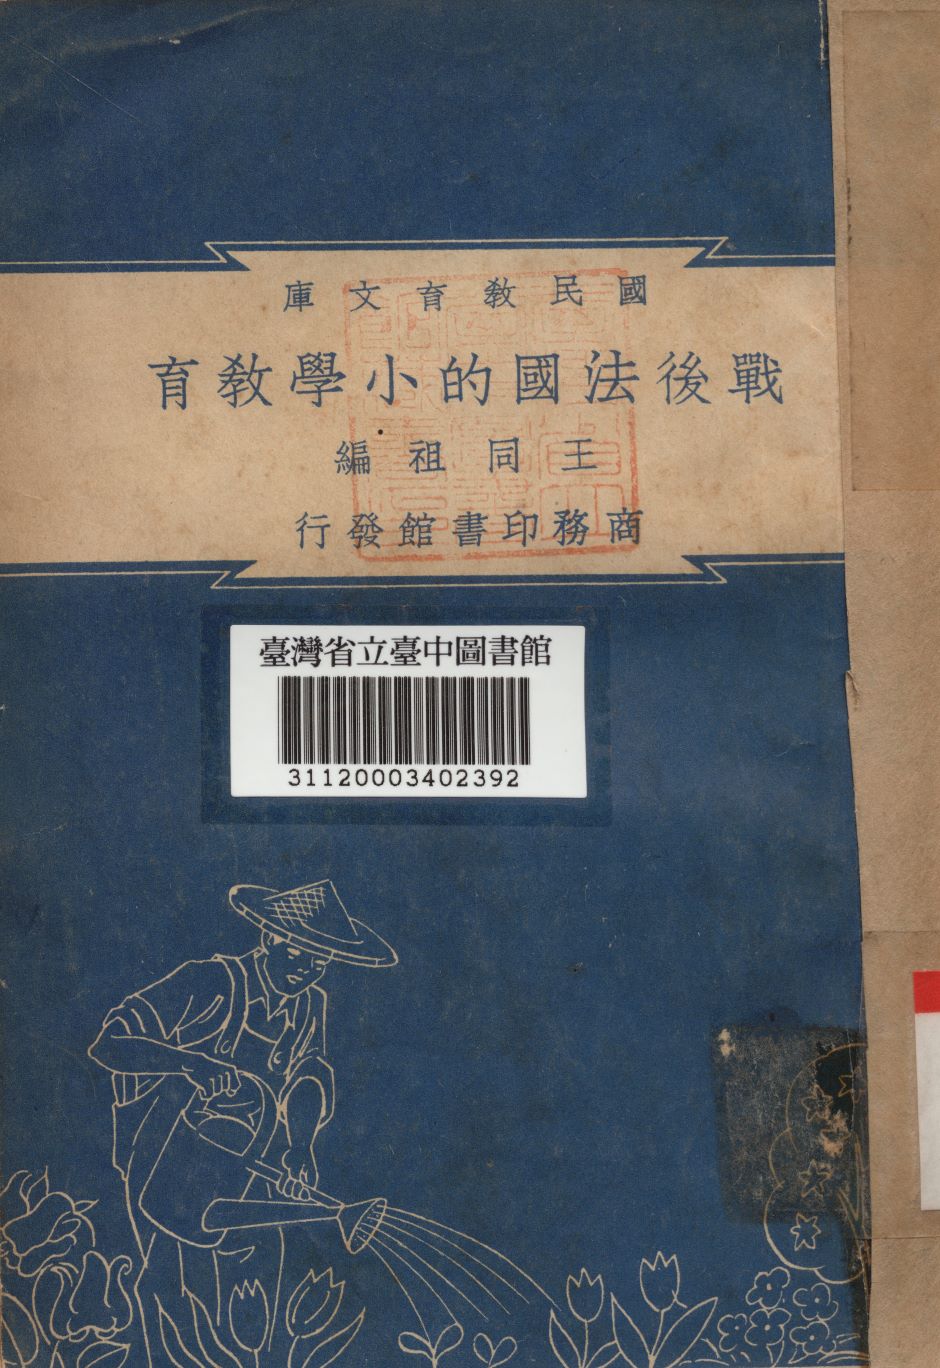 國民教育文庫
戰後法國的小學教育
王同祖編
商務印書館發行
臺灣省立臺中圖書館
31120003402392